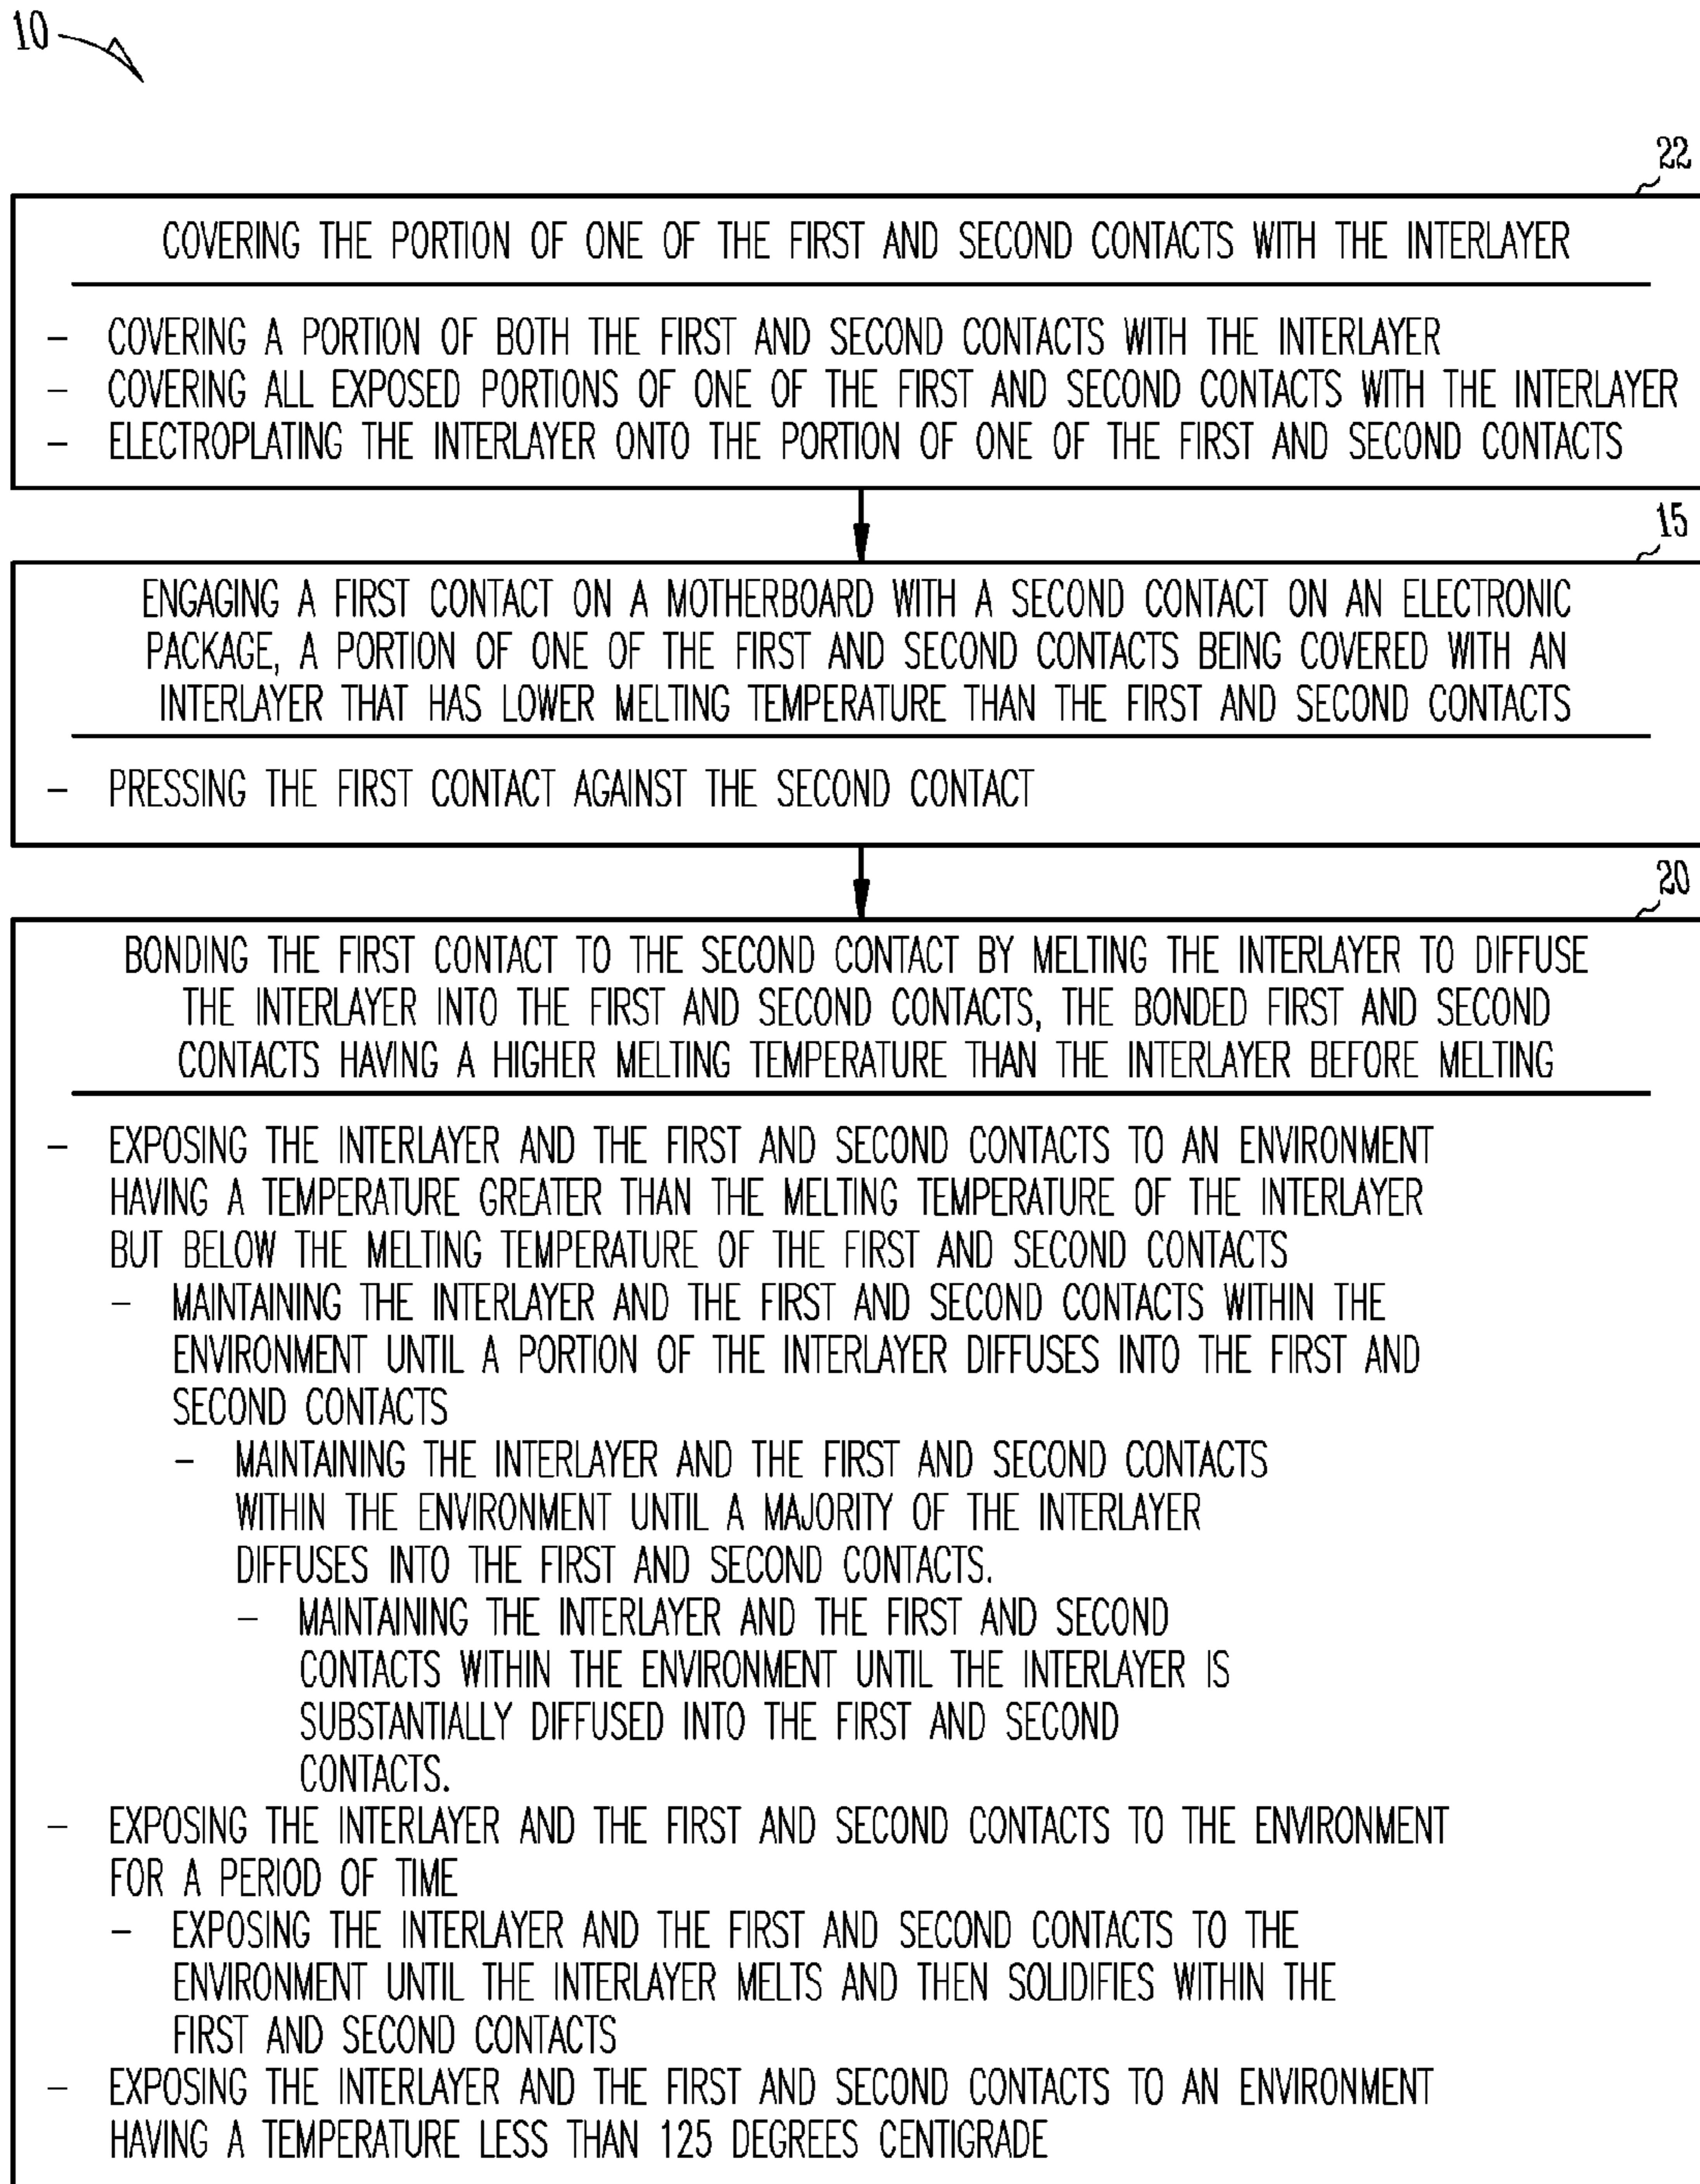 10
22
COVERING THE PORTION OF ONE OF THE FIRST AND SECOND CONTACTS WITH THE INTERLAYER
- COVERING A PORTION OF BOTH THE FIRST AND SECOND CONTACTS WITH THE INTERLAYER
- COVERING ALL EXPOSED PORTIONS OF ONE OF THE FIRST AND SECOND CONTACTS WITH THE INTERLAYER
- ELECTROPLATING THE INTERLAYER ONTO THE PORTION OF ONE OF THE FIRST AND SECOND CONTACTS
15
ENGAGING A FIRST CONTACT ON A MOTHERBOARD WITH A SECOND CONTACT ON AN ELECTRONIC
PACKAGE, A PORTION OF ONE OF THE FIRST AND SECOND CONTACTS BEING COVERED WITH AN
INTERLAYER THAT HAS LOWER MELTING TEMPERATURE THAN THE FIRST AND SECOND CONTACTS
- PRESSING THE FIRST CONTACT AGAINST THE SECOND CONTACT
20
BONDING THE FIRST CONTACT TO THE SECOND CONTACT BY MELTING THE INTERLAYER TO DIFFUSE
THE INTERLAYER INTO THE FIRST AND SECOND CONTACTS, THE BONDED FIRST AND SECOND
CONTACTS HAVING A HIGHER MELTING TEMPERATURE THAN THE INTERLAYER BEFORE MELTING
- EXPOSING THE INTERLAYER AND THE FIRST AND SECOND CONTACTS TO AN ENVIRONMENT
HAVING A TEMPERATURE GREATER THAN THE MELTING TEMPERATURE OF THE INTERLAYER
BUT BELOW THE MELTING TEMPERATURE OF THE FIRST AND SECOND CONTACTS
- MAINTAINING THE INTERLAYER AND THE FIRST AND SECOND CONTACTS WITHIN THE
ENVIRONMENT UNTIL A PORTION OF THE INTERLAYER DIFFUSES INTO THE FIRST AND
SECOND CONTACTS
- MAINTAINING THE INTERLAYER AND THE FIRST AND SECOND CONTACTS
WITHIN THE ENVIRONMENT UNTIL A MAJORITY OF THE INTERLAYER
DIFFUSES INTO THE FIRST AND SECOND CONTACTS.
- MAINTAINING THE INTERLAYER AND THE FIRST AND SECOND
CONTACTS WITHIN THE ENVIRONMENT UNTIL THE INTERLAYER IS
SUBSTANTIALLY DIFFUSED INTO THE FIRST AND SECOND
CONTACTS.
- EXPOSING THE INTERLAYER AND THE FIRST AND SECOND CONTACTS TO THE ENVIRONMENT
FOR A PERIOD OF TIME
- EXPOSING THE INTERLAYER AND THE FIRST AND SECOND CONTACTS TO THE
ENVIRONMENT UNTIL THE INTERLAYER MELTS AND THEN SOLIDIFIES WITHIN THE
FIRST AND SECOND CONTACTS
- EXPOSING THE INTERLAYER AND THE FIRST AND SECOND CONTACTS TO AN ENVIRONMENT
HAVING A TEMPERATURE LESS THAN 125 DEGREES CENTIGRADE